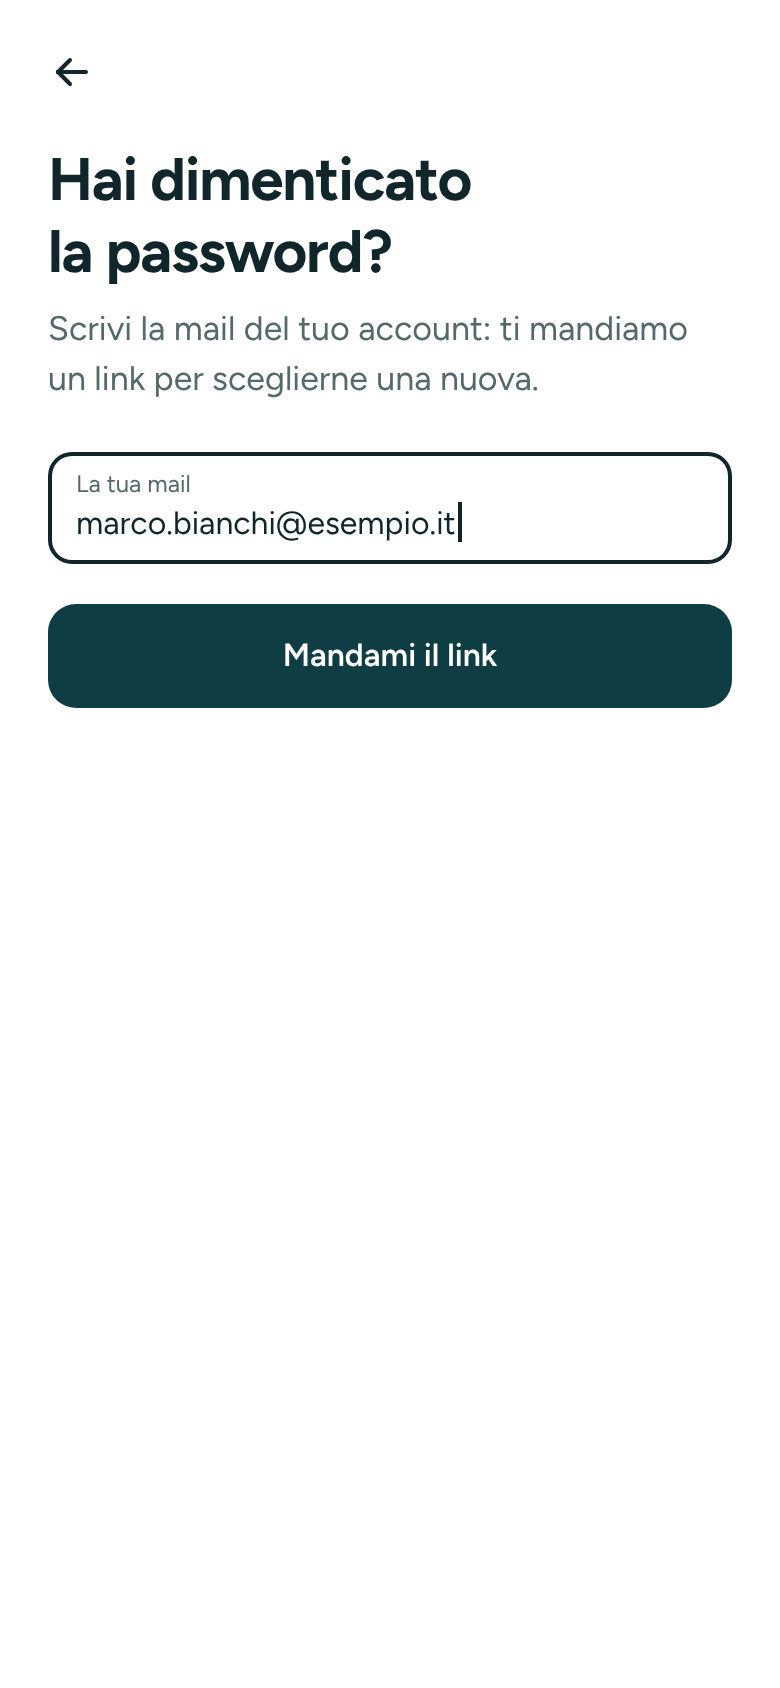 Hai dimenticato
la password?
Scrivi la mail del tuo account: ti mandiamo
un link per sceglierne una nuova.
La tua mail
marco.bianchi@esempio.it
Mandami il link